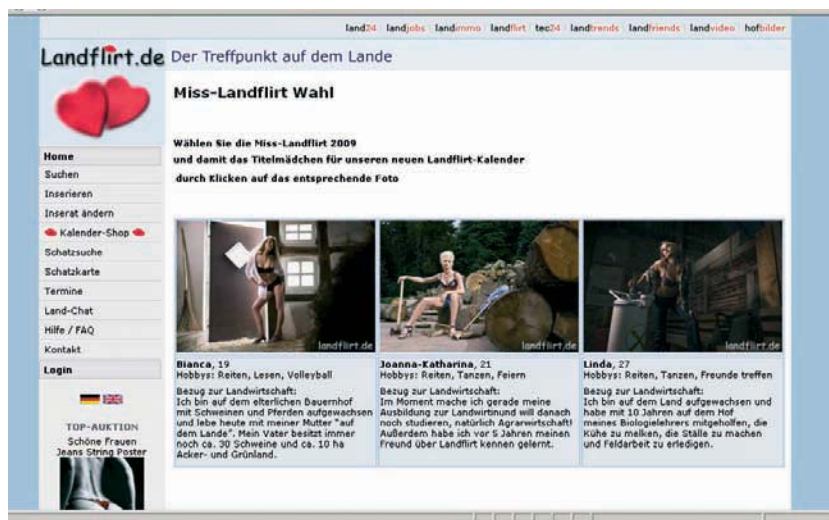 land24 landjobs landimmo landflirt tec24 landtrends landfriends landvideo hofbilder
Landflirt.de Der Treffpunkt auf dem Lande
Miss-Landflirt Wahl
Wählen Sie die Miss-Landflirt 2009
und damit das Titelmädchen für unseren neuen Landflirt-Kalender
durch Klicken auf das entsprechende Foto
Home
Suchen
Inserieren
Inserat ändern
Kalender-Shop
Schatzsuche
Schatzkarte
Termine
Land-Chat
Hilfe / FAQ
Kontakt
Login
TOP-AUKTION
Schöne Frauen
Jeans String Poster
landflirt.de
Bianca, 19
Hobbys: Reiten, Lesen, Volleyball
Bezug zur Landwirtschaft:
Ich bin auf dem elterlichen Bauernhof
mit Schweinen und Pferden aufgewachsen
und lebe heute mit meiner Mutter "auf
dem Lande". Mein Vater besitzt immer
noch ca. 30 Schweine und ca. 10 ha
Acker- und Grünland.
landflirt.de
Joanna-Katharina, 21
Hobbys: Reiten, Tanzen, Feiern
Bezug zur Landwirtschaft:
Im Moment mache ich gerade meine
Ausbildung zur Landwirtinund will danach
noch studieren, natürlich Agrarwirtschaft!
Außerdem habe ich vor 5 Jahren meinen
Freund über Landflirt kennen gelernt.
landflirt.de
Linda, 27
Hobbys: Reiten, Tanzen, Freunde treffen
Bezug zur Landwirtschaft:
Ich bin auf dem Land aufgewachsen und
habe mit 10 Jahren auf dem Hof
meines Biologielehrers mitgeholfen, die
Kühe zu melken, die Ställe zu machen
und Feldarbeit zu erledigen.